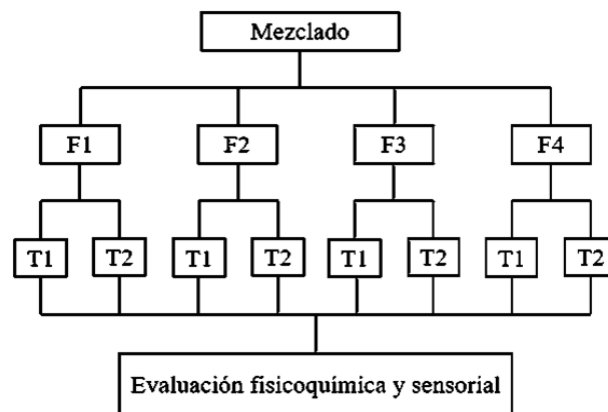 Mezclado
F1 F2 F3 F4
T1 T2 T1 T2 T1 T2 T1 T2
Evaluación fisicoquímica y sensorial